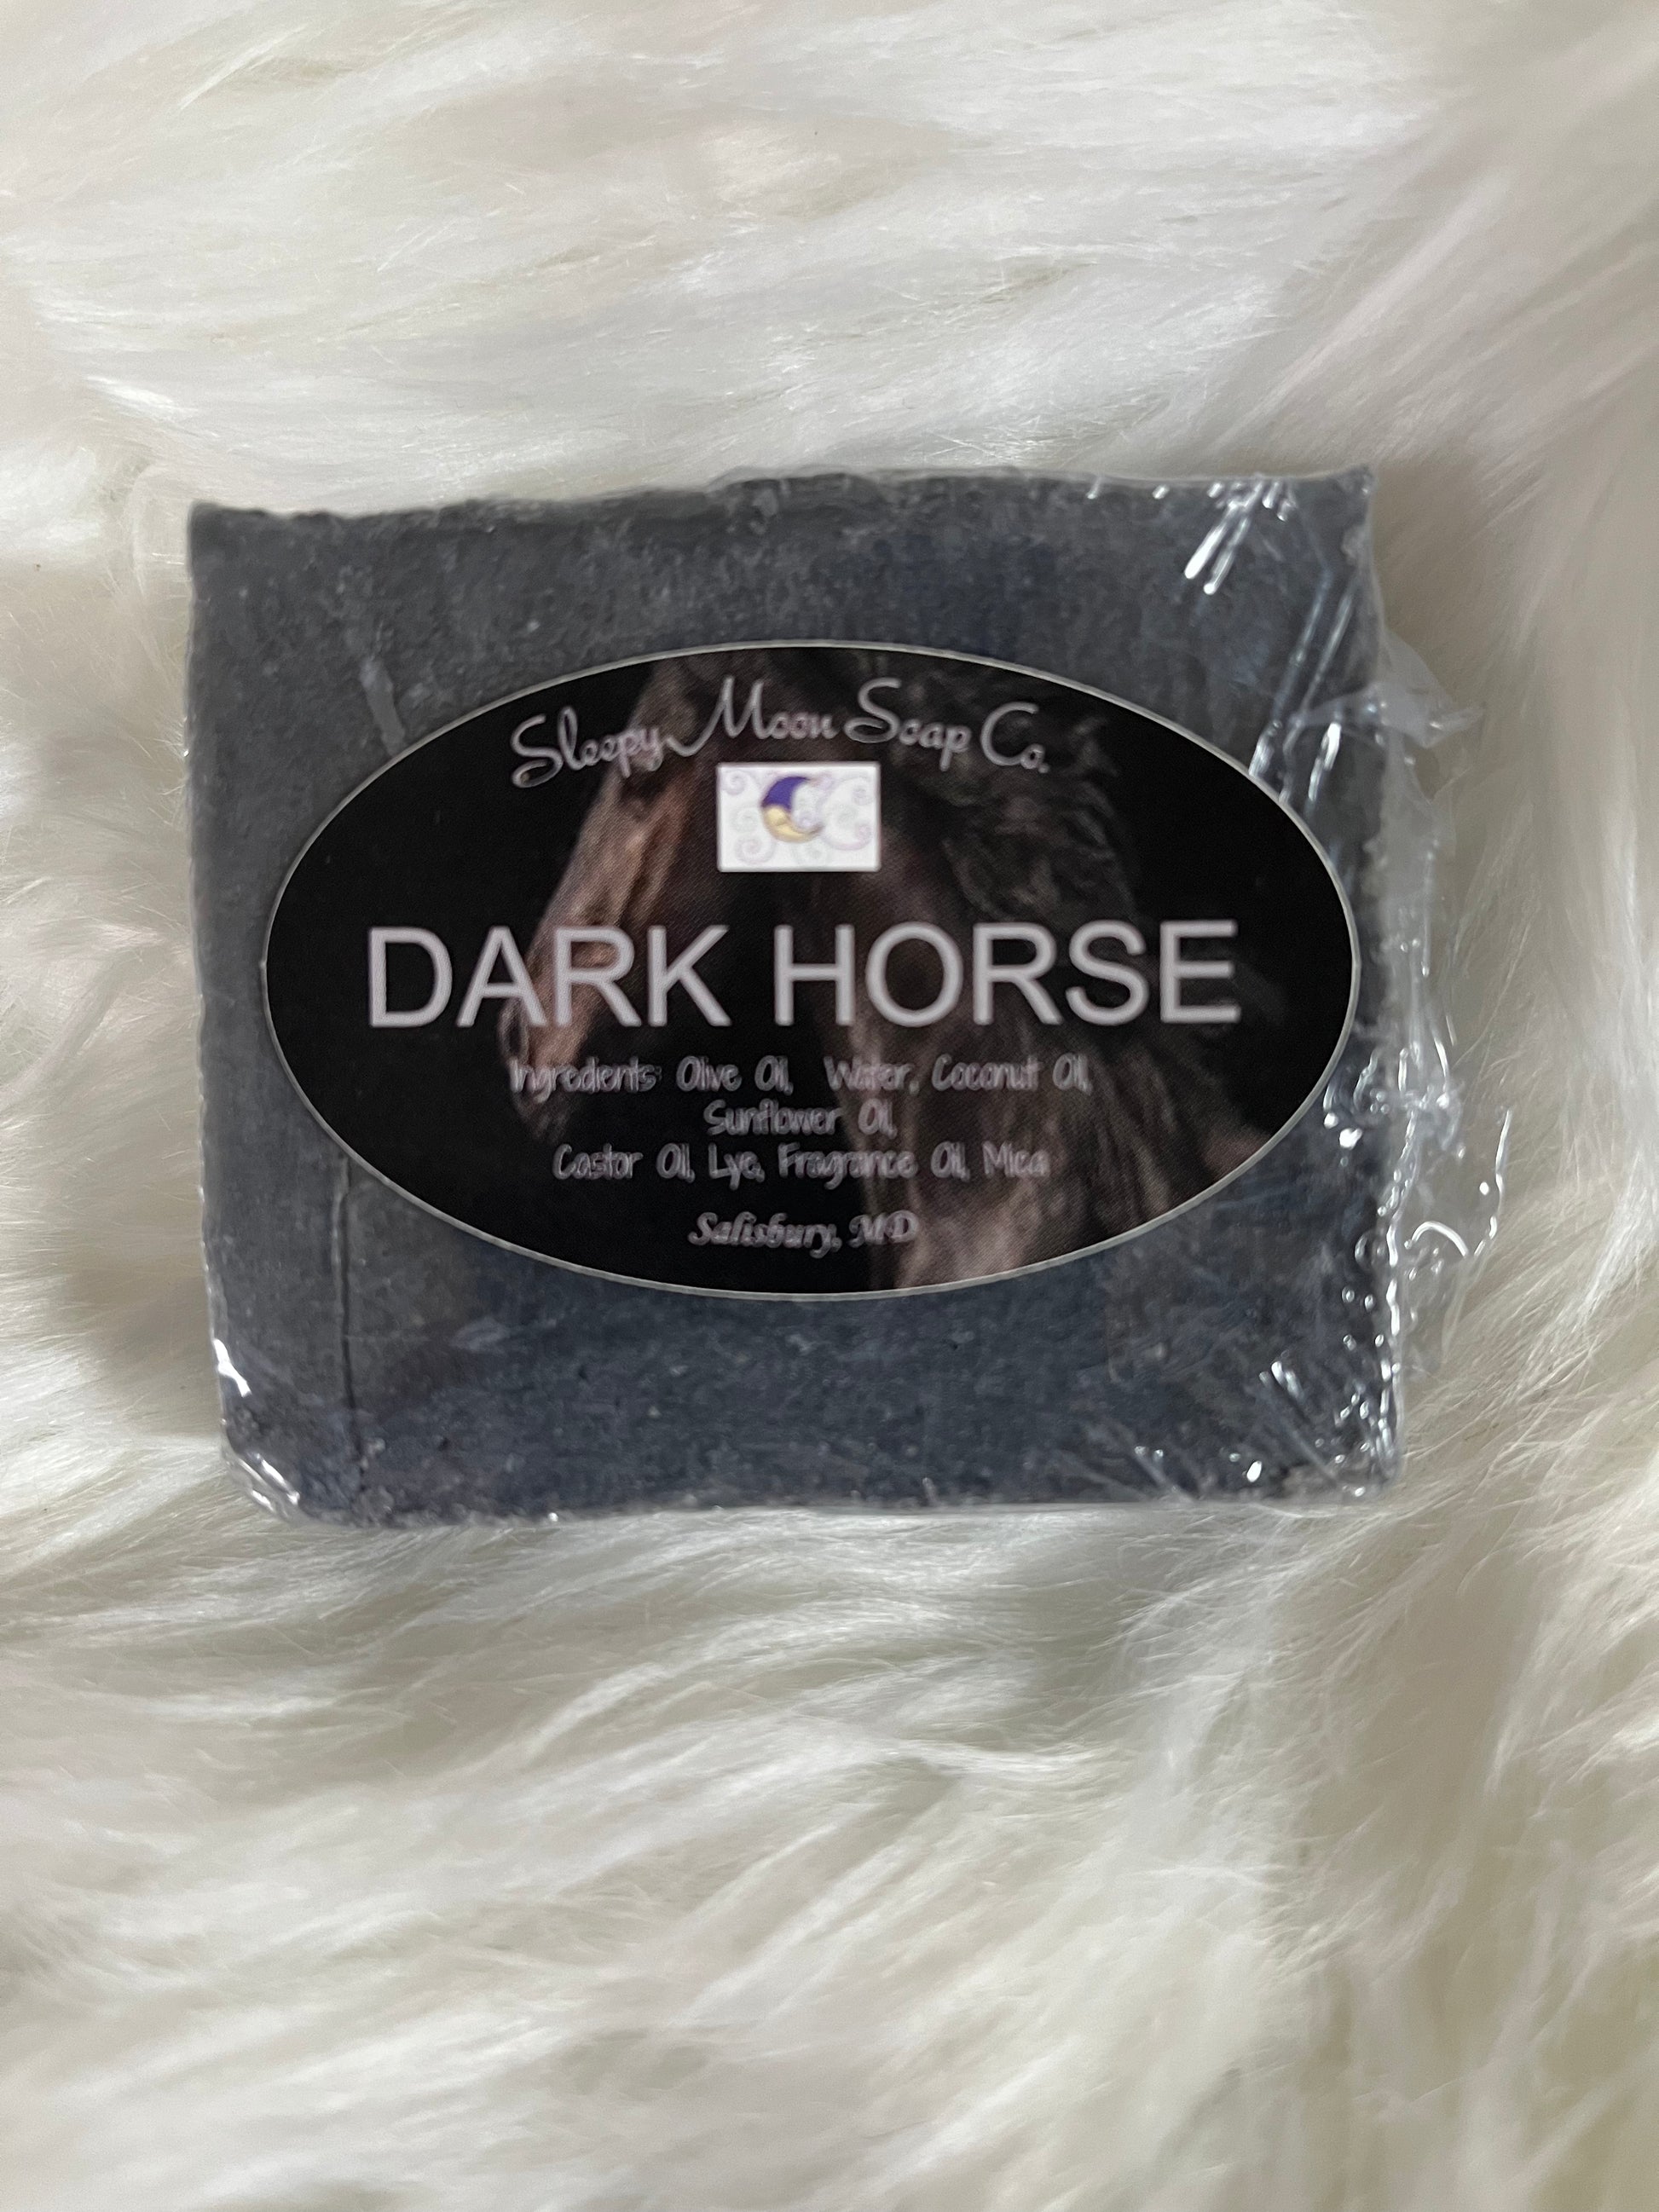 Sleepy Moon Soap Co.
DARK HORSE
Ingredients: Olive Oil, Water, Coconut Oil,
Sunflower Oil,
Castor Oil, Lye, Fragrance Oil, Mica
Salisbury, MD